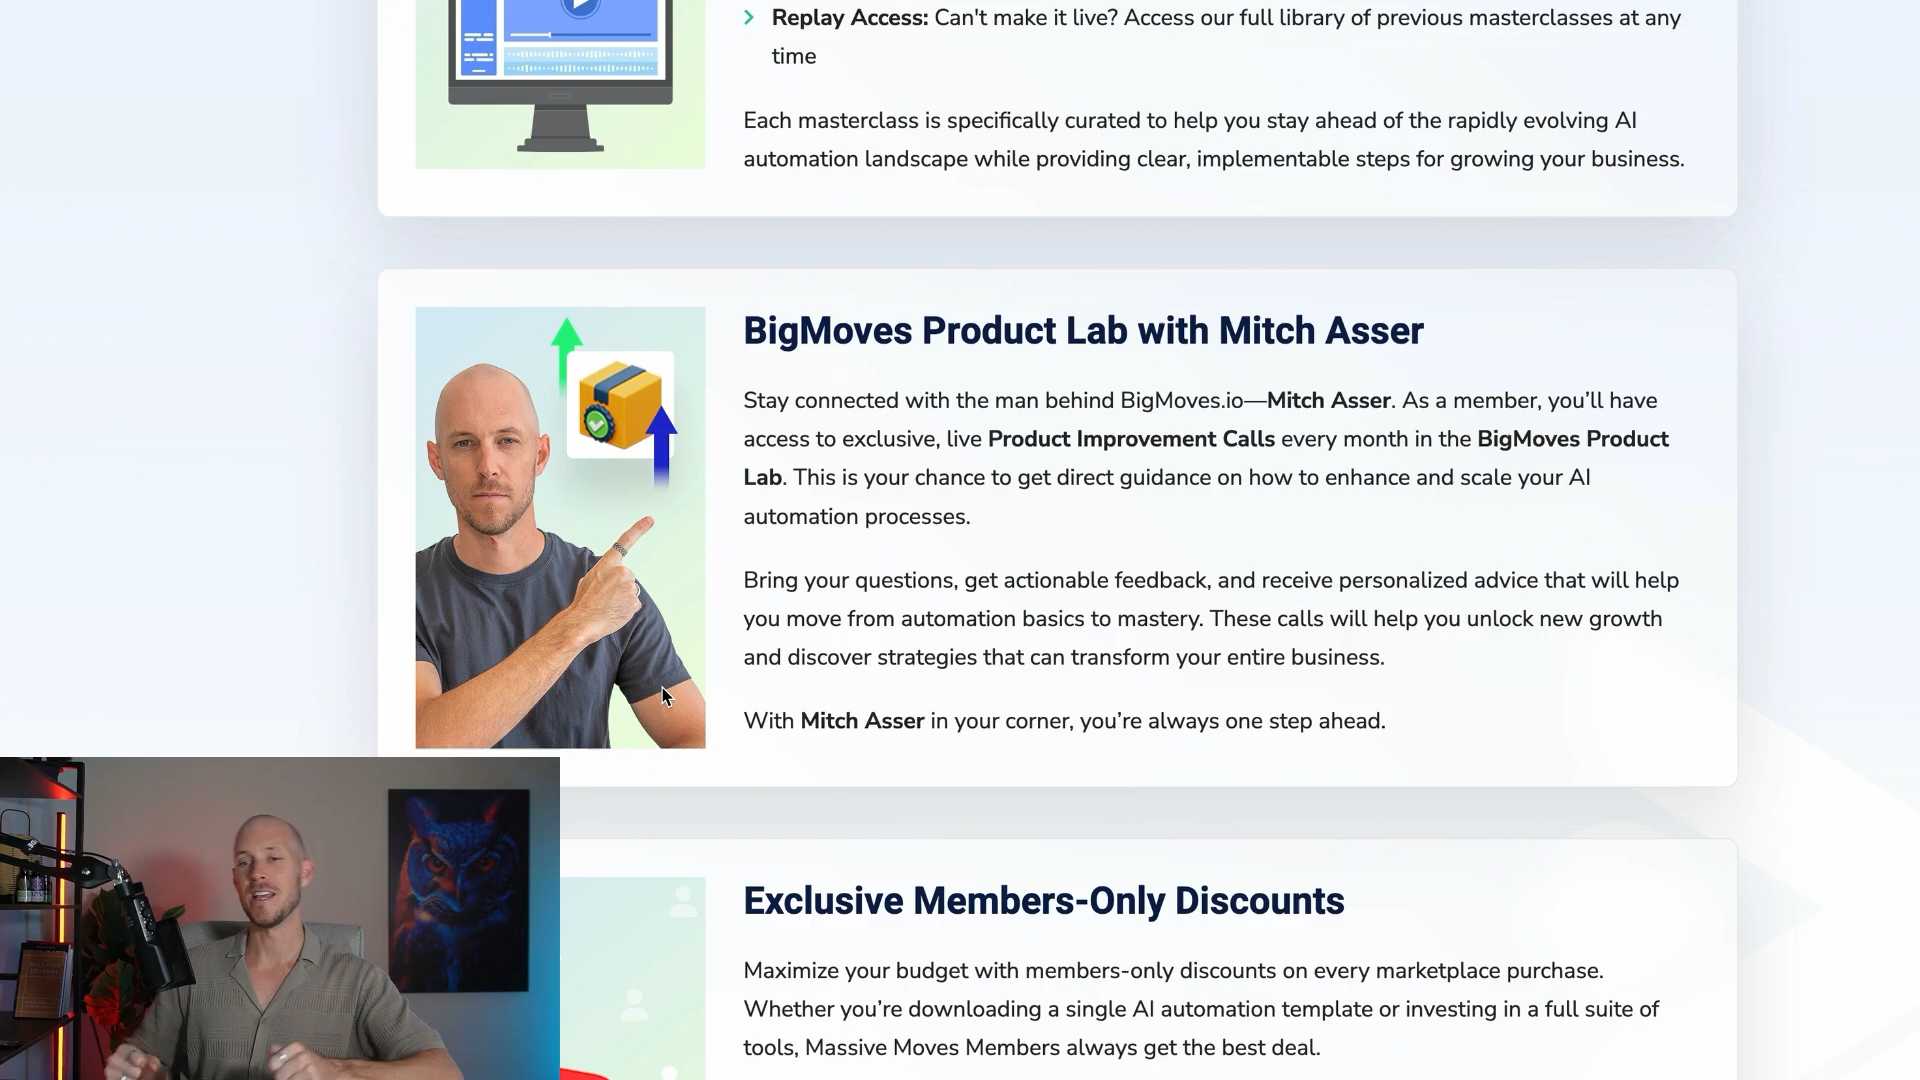 Replay Access: Can't make it live? Access our full library of previous masterclasses at any
time
Each masterclass is specifically curated to help you stay ahead of the rapidly evolving AI
automation landscape while providing clear, implementable steps for growing your business.
BigMoves Product Lab with Mitch Asser
Stay connected with the man behind BigMoves.io—Mitch Asser. As a member, you’ll have
access to exclusive, live Product Improvement Calls every month in the BigMoves Product
Lab. This is your chance to get direct guidance on how to enhance and scale your AI
automation processes.
Bring your questions, get actionable feedback, and receive personalized advice that will help
you move from automation basics to mastery. These calls will help you unlock new growth
and discover strategies that can transform your entire business.
With Mitch Asser in your corner, you’re always one step ahead.
Exclusive Members-Only Discounts
Maximize your budget with members-only discounts on every marketplace purchase.
Whether you’re downloading a single AI automation template or investing in a full suite of
tools, Massive Moves Members always get the best deal.